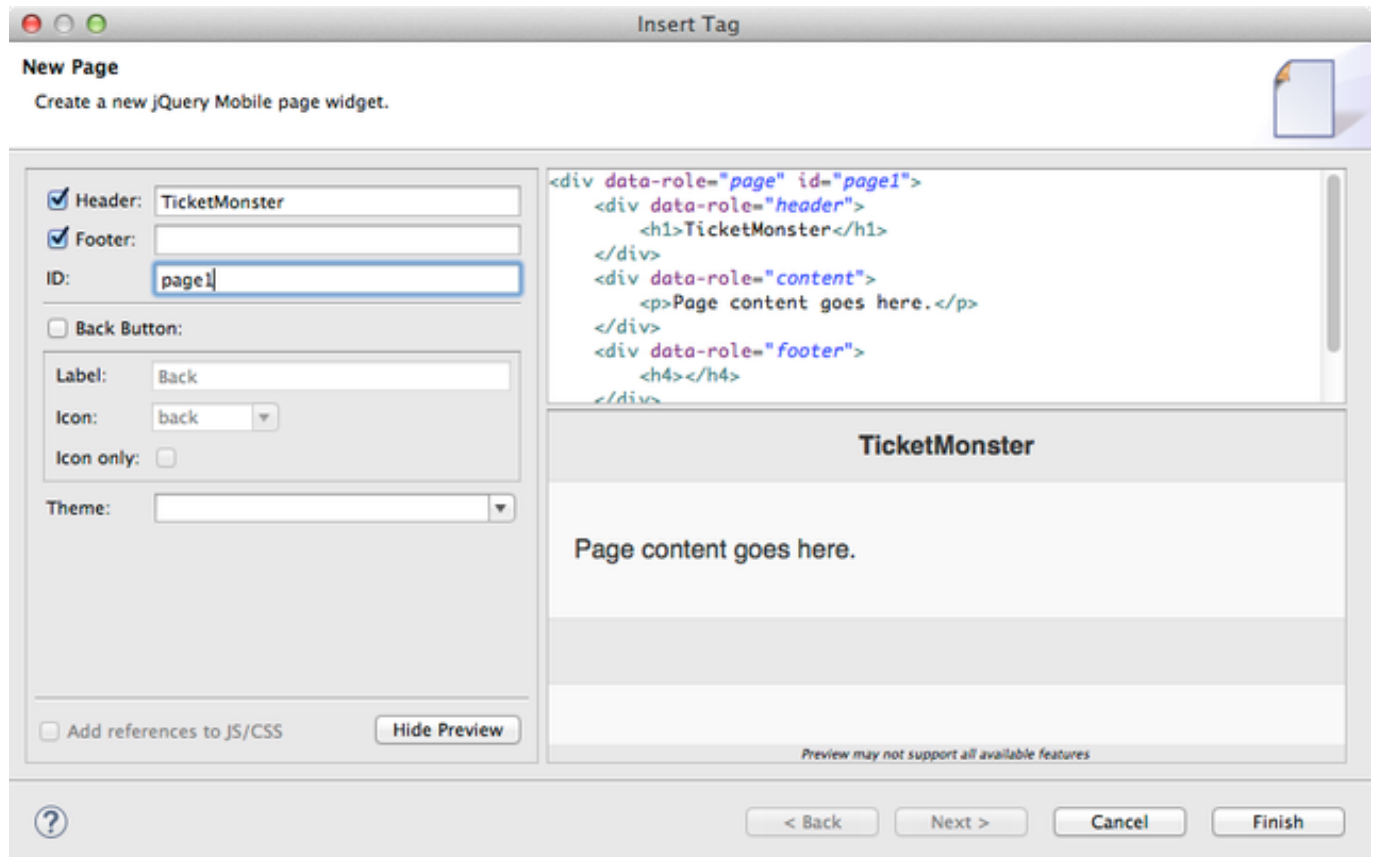 Insert Tag
New Page
Create a new jQuery Mobile page widget.
Header: TicketMonster
Footer:
ID: page1
Back Button:
Label: Back
Icon: back
Icon only:
Theme:
Add references to JS/CSS
Hide Preview
<div data-role="page" id="page1">
<div data-role="header">
<h1>TicketMonster</h1>
</div>
<div data-role="content">
<p>Page content goes here.</p>
</div>
<div data-role="footer">
<h4></h4>
</div>
TicketMonster
Page content goes here.
Preview may not support all available features
?
< Back
Next >
Cancel
Finish